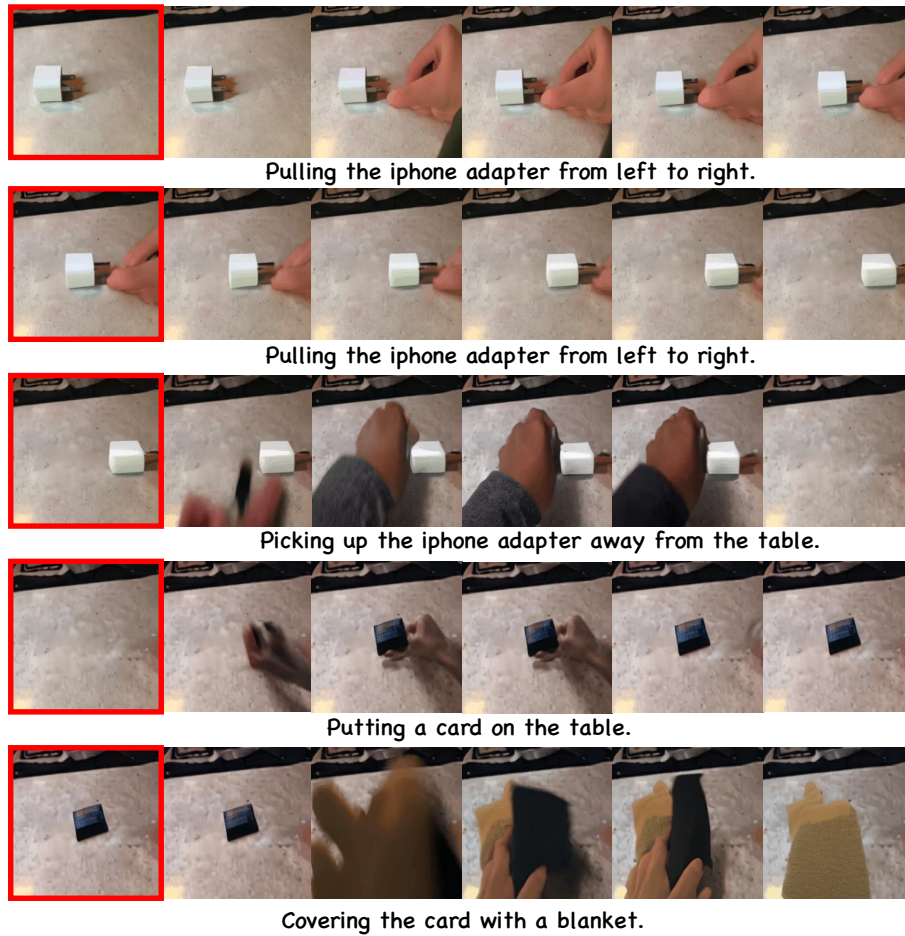 Pulling the iphone adapter from left to right.
Pulling the iphone adapter from left to right.
Picking up the iphone adapter away from the table.
Putting a card on the table.
Covering the card with a blanket.